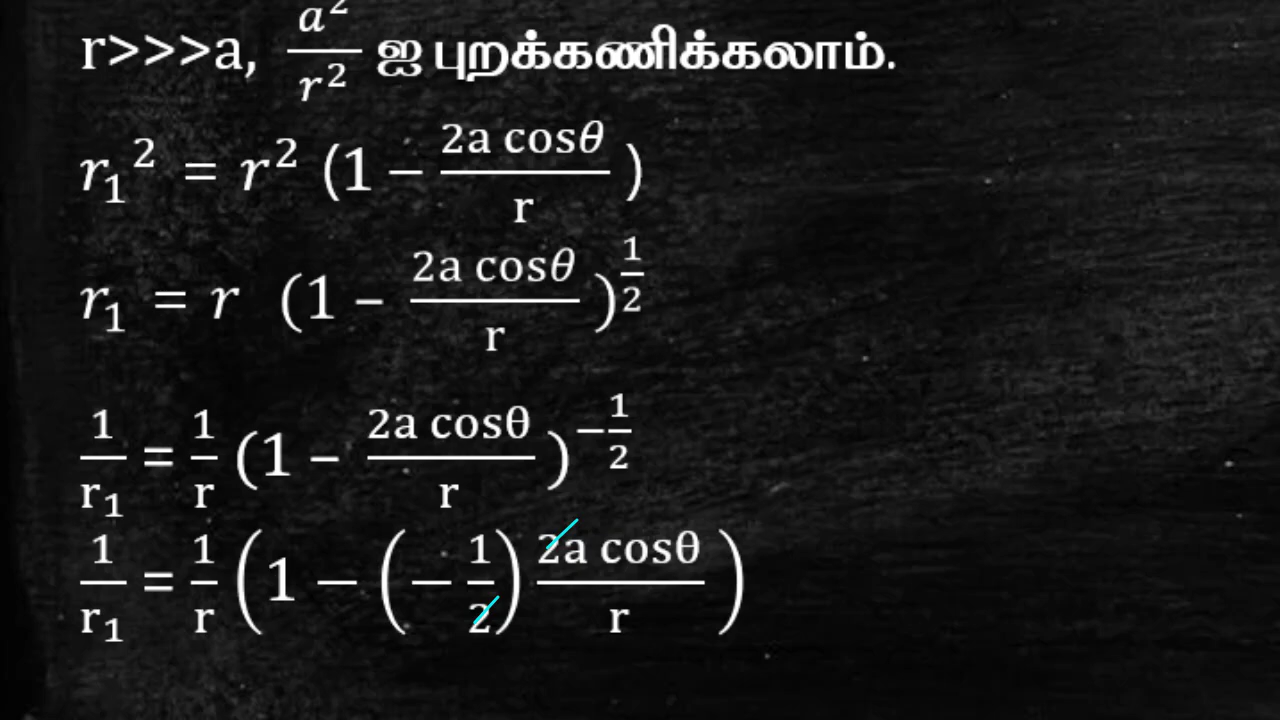 r>>>a, a²/r² ஐ புறக்கணிக்கலாம்.
r₁² = r² (1 − 2a cosθ/r)
r₁ = r (1 − 2a cosθ/r)^(1/2)
1/r₁ = 1/r (1 − 2a cosθ/r)^(−1/2)
1/r₁ = 1/r (1 − (−1/2) 2a cosθ/r)